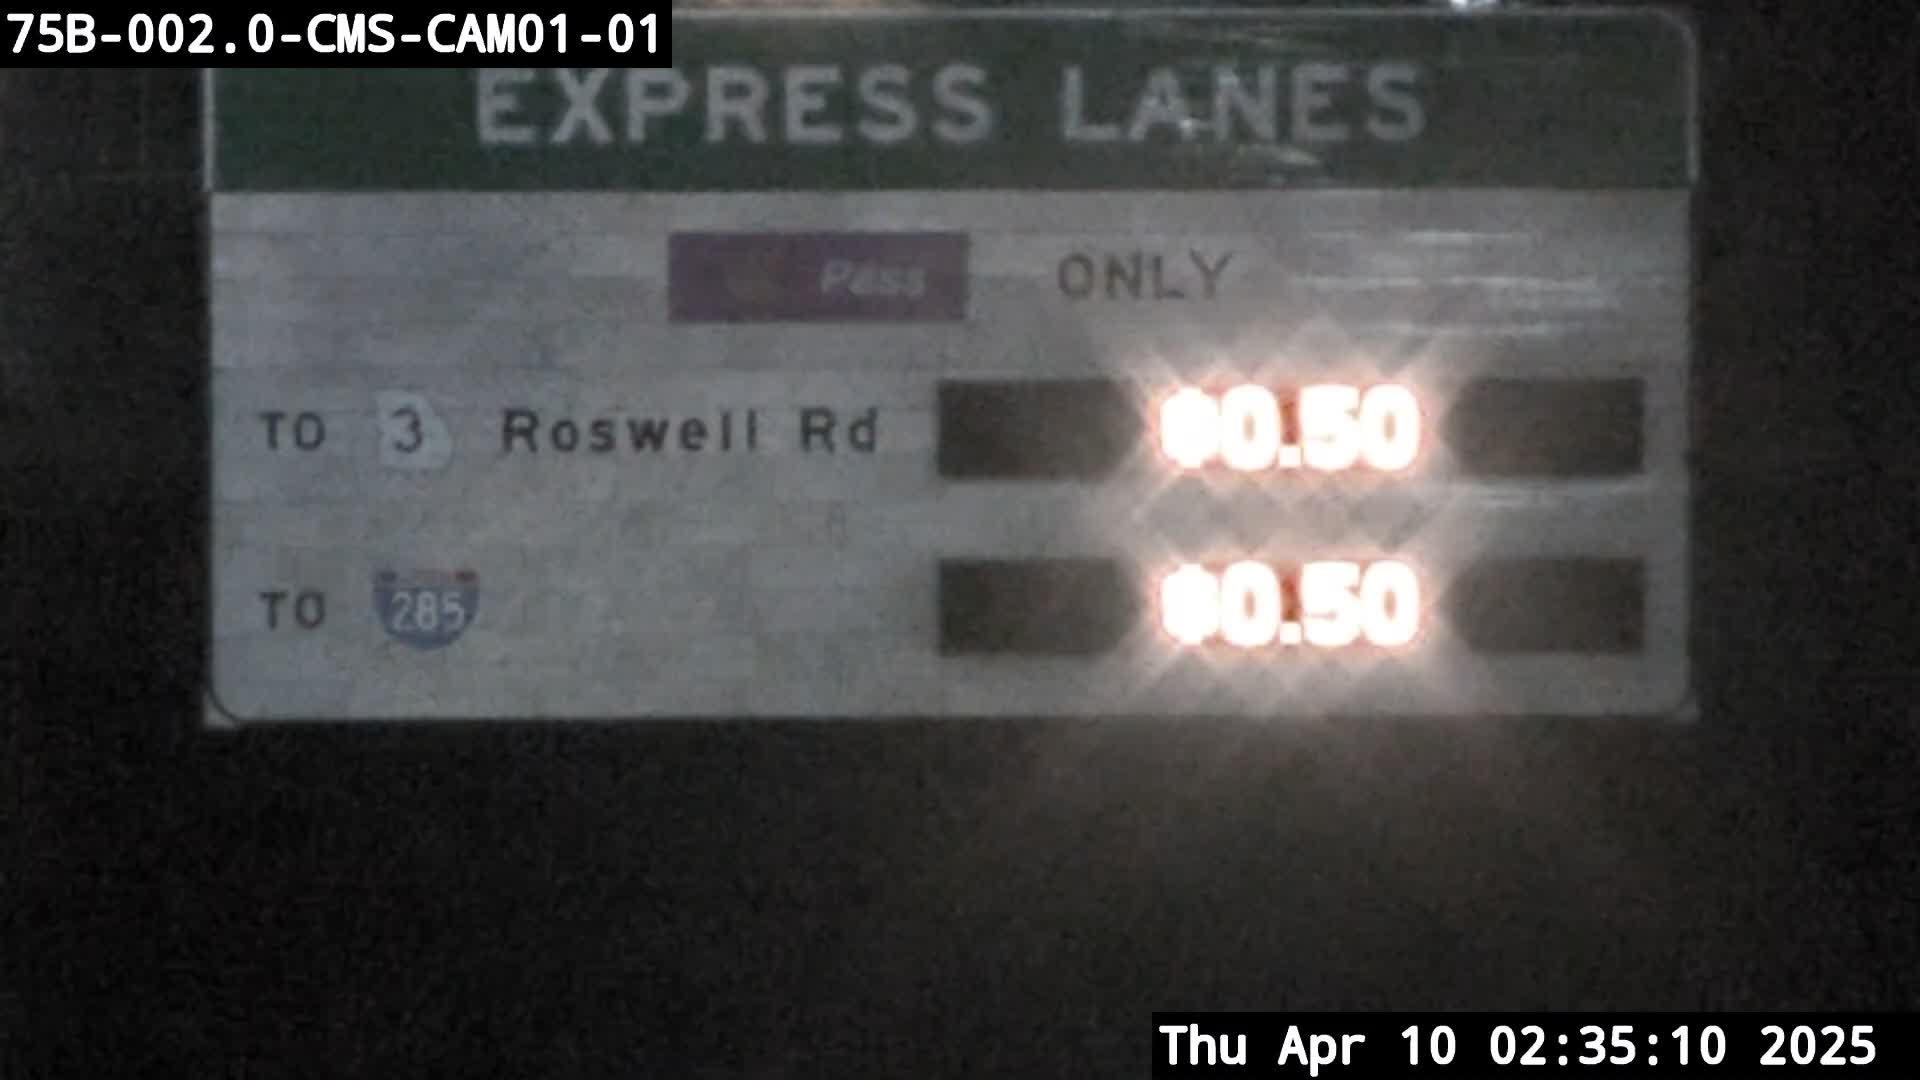 75B-002.0-CMS-CAM01-01
EXPRESS LANES
Pass ONLY
TO 3 Roswell Rd $0.50
TO 285 $0.50
Thu Apr 10 02:35:10 2025